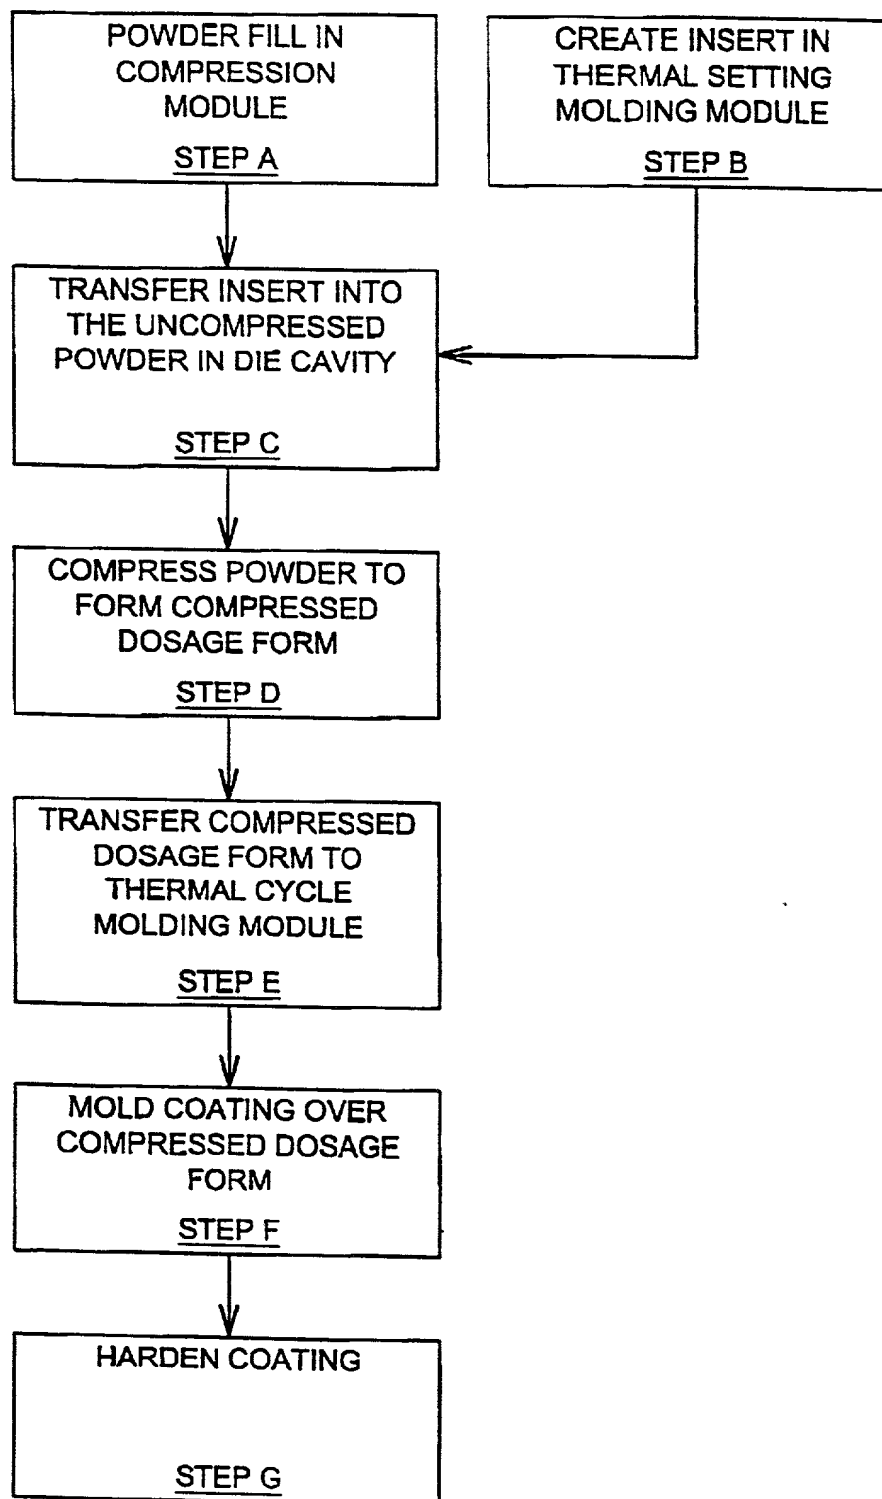 POWDER FILL IN
COMPRESSION
MODULE
STEP A
CREATE INSERT IN
THERMAL SETTING
MOLDING MODULE
STEP B
TRANSFER INSERT INTO
THE UNCOMPRESSED
POWDER IN DIE CAVITY
STEP C
COMPRESS POWDER TO
FORM COMPRESSED
DOSAGE FORM
STEP D
TRANSFER COMPRESSED
DOSAGE FORM TO
THERMAL CYCLE
MOLDING MODULE
STEP E
MOLD COATING OVER
COMPRESSED DOSAGE
FORM
STEP F
HARDEN COATING
STEP G